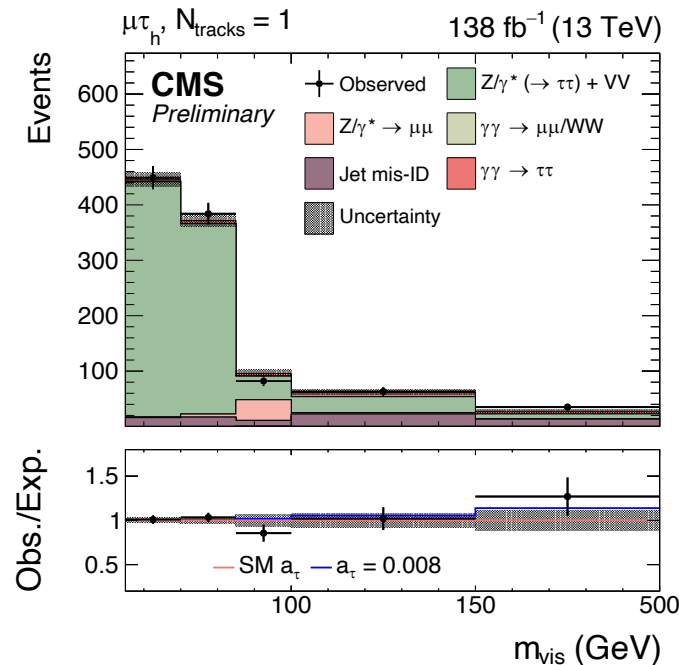 μτh, Ntracks = 1 138 fb⁻¹ (13 TeV)
CMS
Preliminary
Observed
Z/γ* (→ ττ) + VV
Z/γ* → μμ
γγ → μμ/WW
Jet mis-ID
γγ → ττ
Uncertainty
Events
600
500
400
300
200
100
Obs./Exp.
1.5
1
0.5
SM aτ
aτ = 0.008
100 150 500
mvis (GeV)